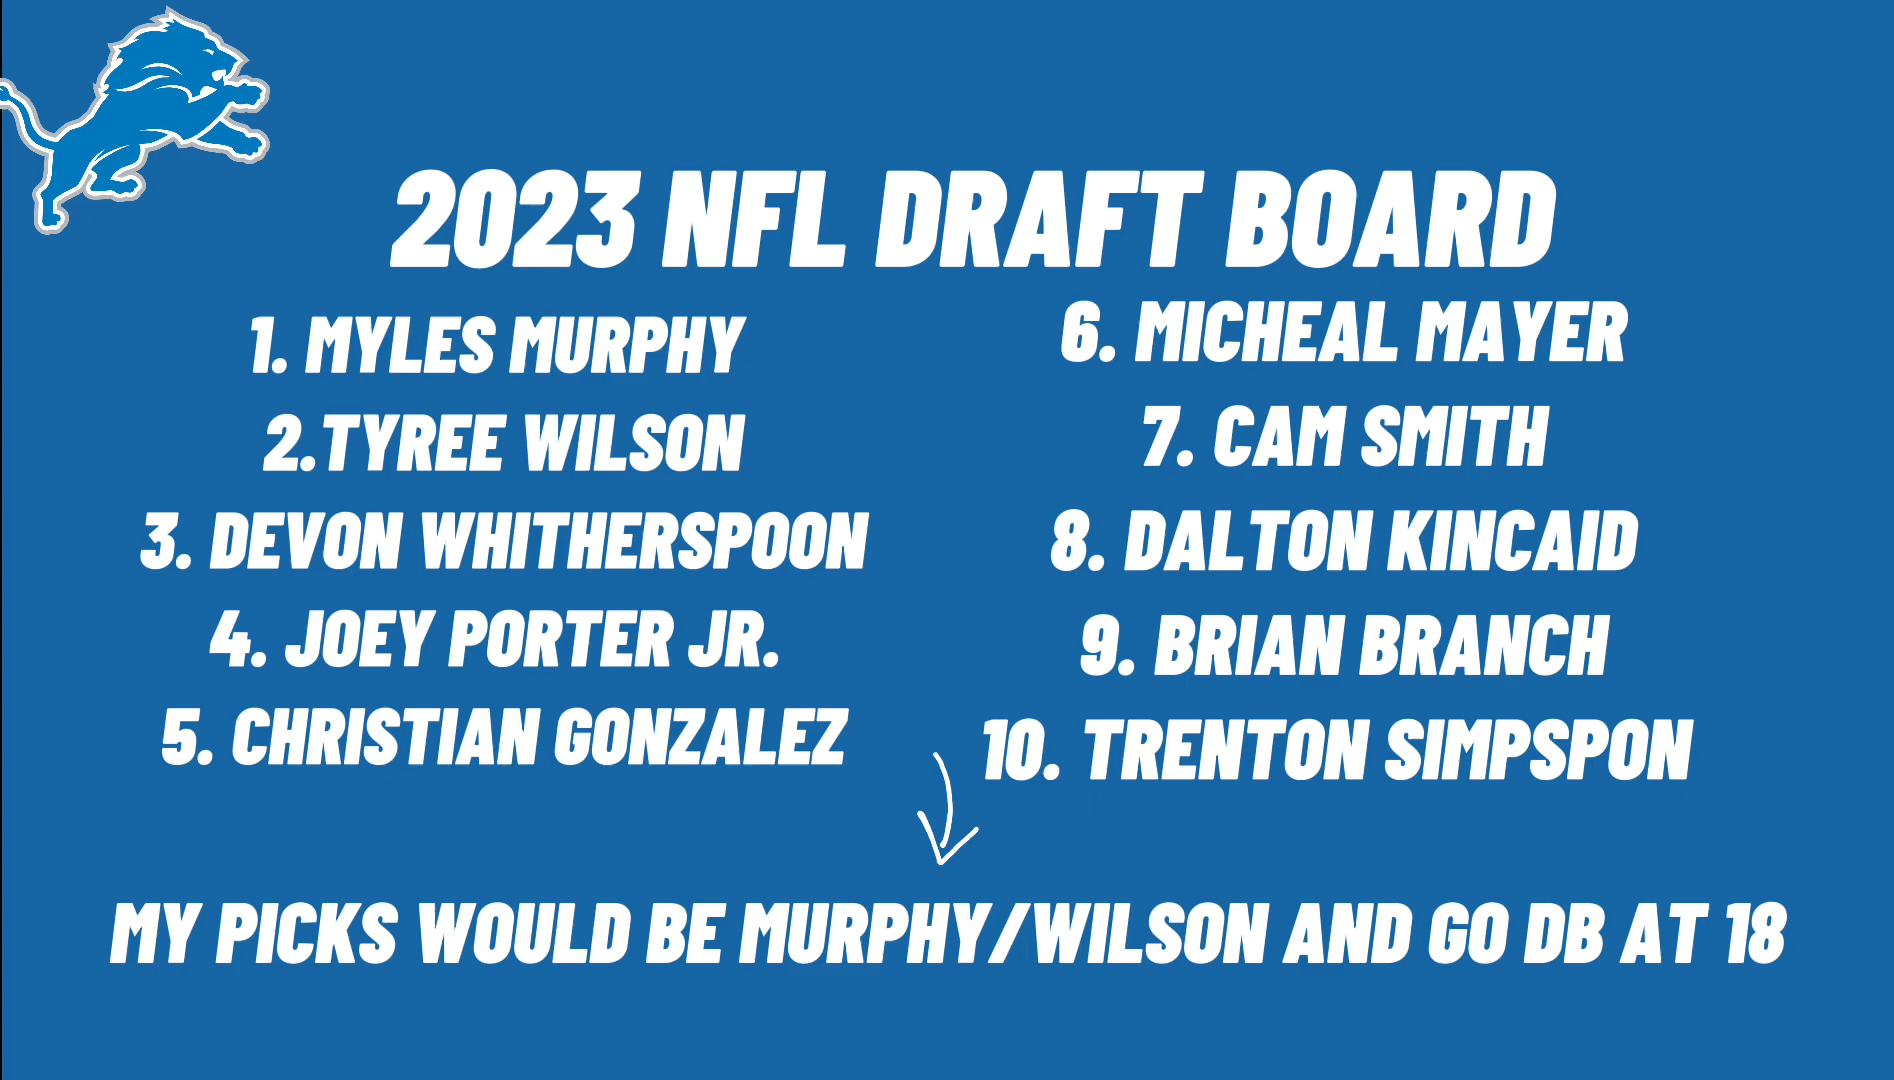 2023 NFL DRAFT BOARD
1. MYLES MURPHY
2.TYREE WILSON
3. DEVON WHITHERSPOON
4. JOEY PORTER JR.
5. CHRISTIAN GONZALEZ
6. MICHEAL MAYER
7. CAM SMITH
8. DALTON KINCAID
9. BRIAN BRANCH
10. TRENTON SIMPSPON
MY PICKS WOULD BE MURPHY/WILSON AND GO DB AT 18